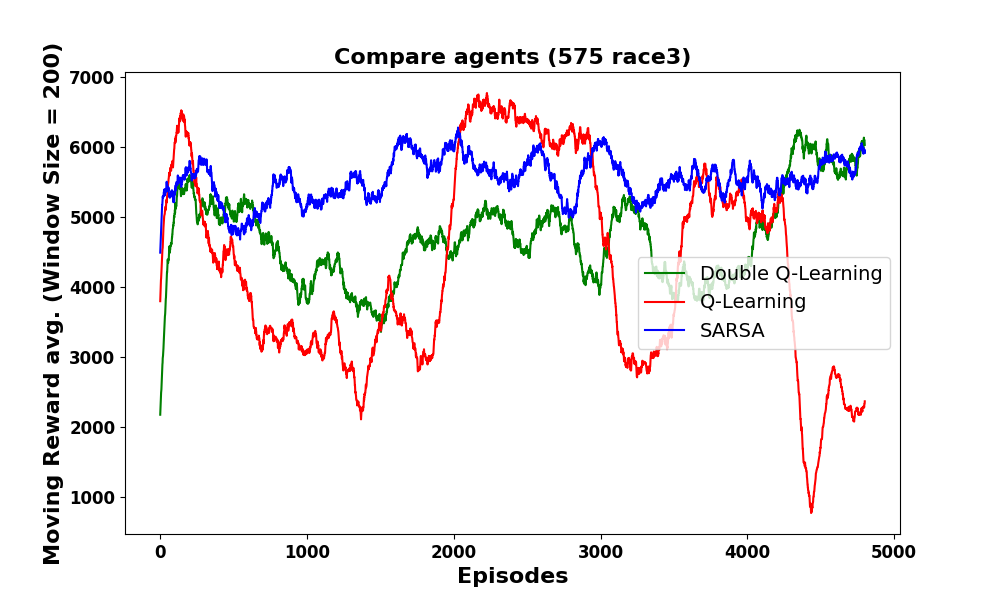 Compare agents (575 race3)
Moving Reward avg. (Window Size = 200)
7000
6000
5000
4000
3000
2000
1000
Double Q-Learning
Q-Learning
SARSA
0 1000 2000 3000 4000 5000
Episodes